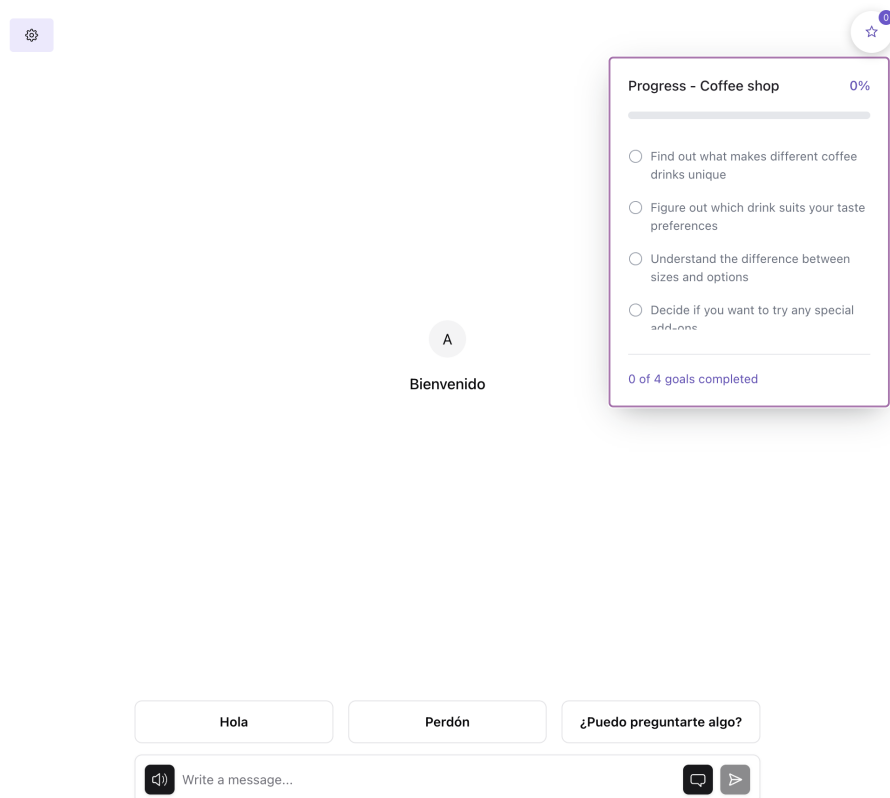 0
Progress - Coffee shop 0%
Find out what makes different coffee
drinks unique
Figure out which drink suits your taste
preferences
Understand the difference between
sizes and options
Decide if you want to try any special
add-ons
0 of 4 goals completed
A
Bienvenido
Hola
Perdón
¿Puedo preguntarte algo?
Write a message...